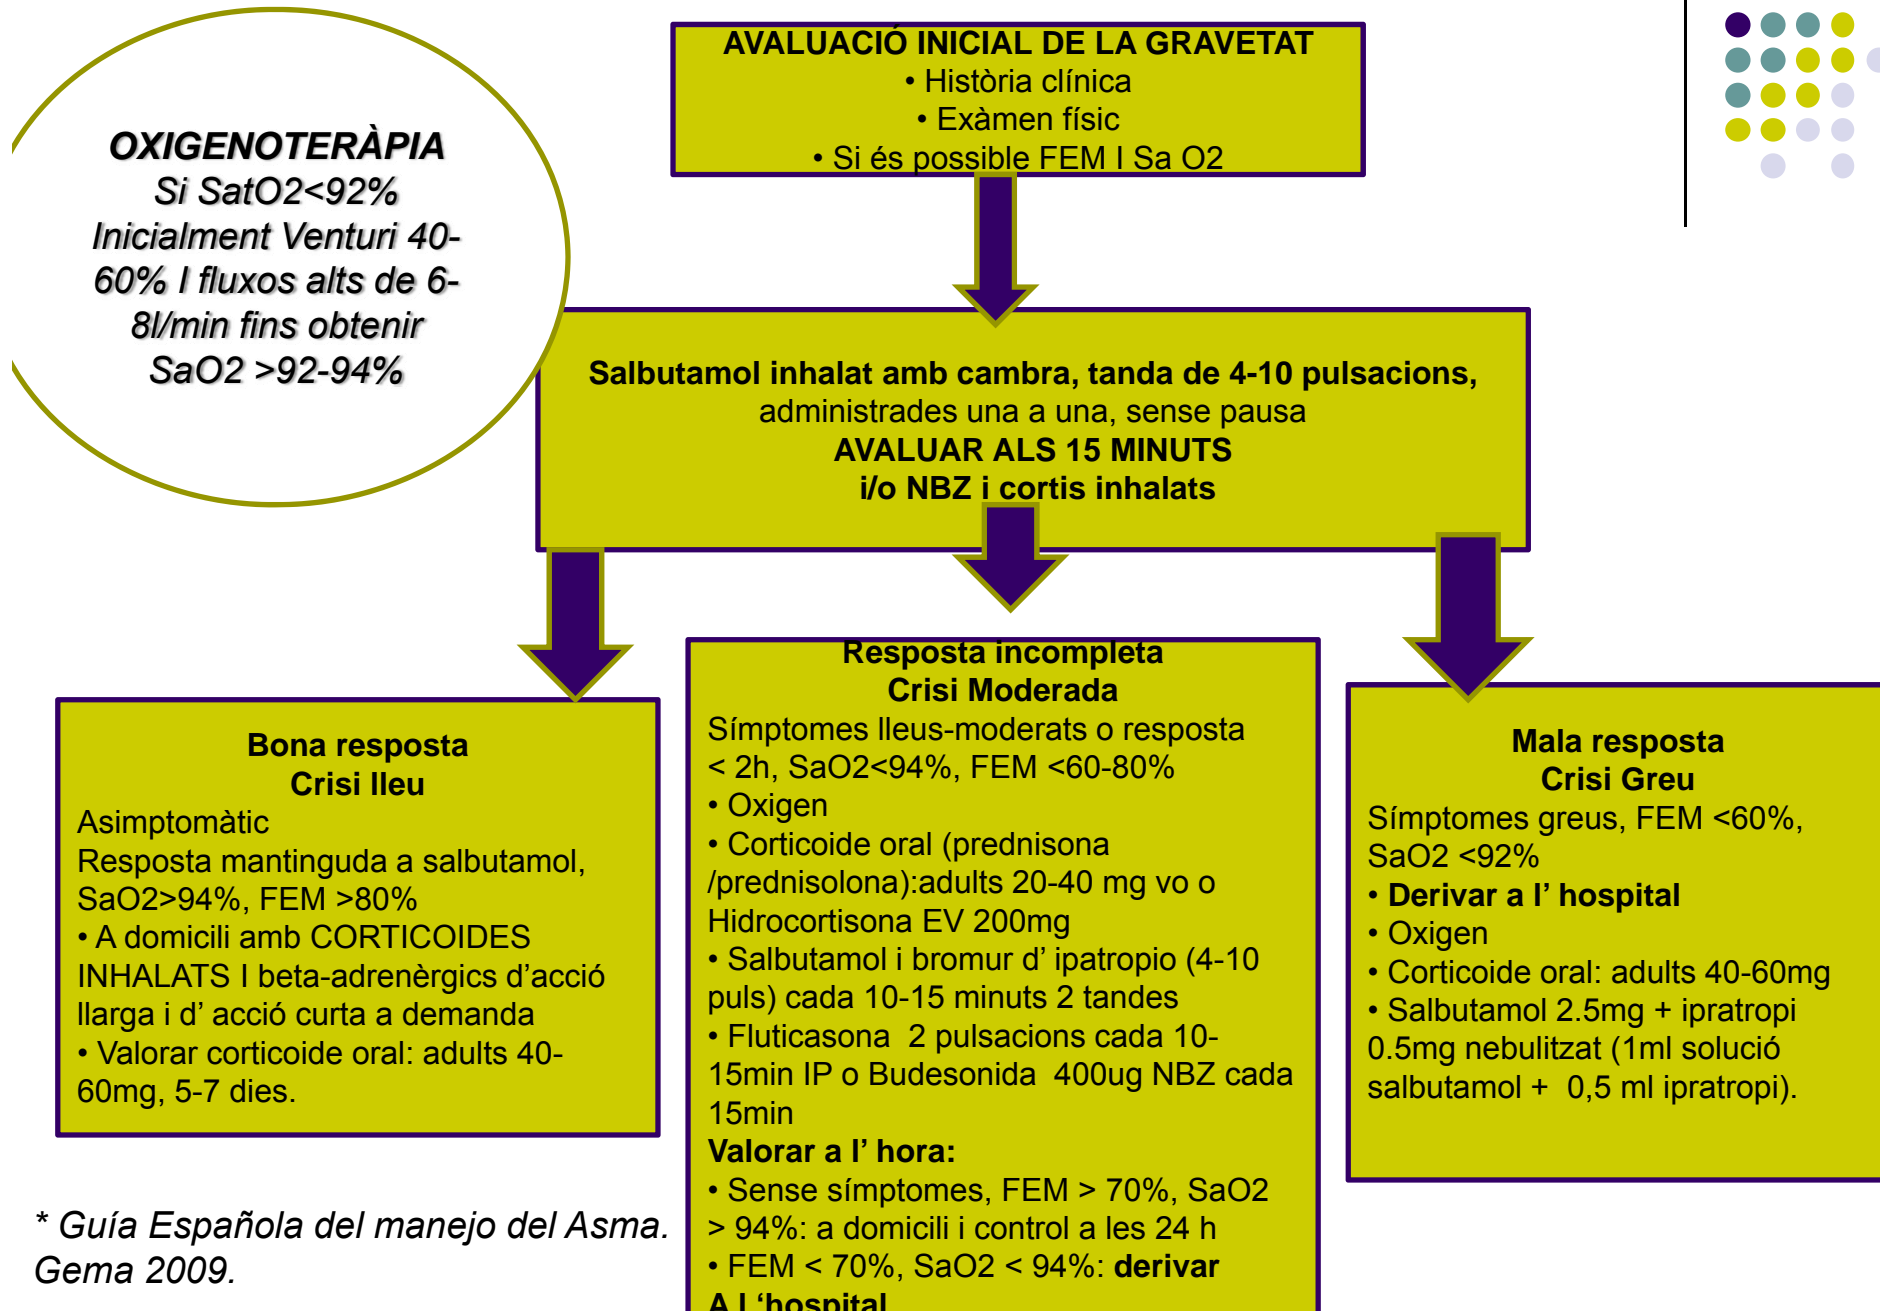 AVALUACIÓ INICIAL DE LA GRAVETAT
• Història clínica
• Exàmen físic
• Si és possible FEM I Sa O2
OXIGENOTERÀPIA
Si SatO2<92%
Inicialment Venturi 40-
60% I fluxos alts de 6-
8l/min fins obtenir
SaO2 >92-94%
Salbutamol inhalat amb cambra, tanda de 4-10 pulsacions,
administrades una a una, sense pausa
AVALUAR ALS 15 MINUTS
i/o NBZ i cortis inhalats
Bona resposta
Crisi lleu
Asimptomàtic
Resposta mantinguda a salbutamol,
SaO2>94%, FEM >80%
• A domicili amb CORTICOIDES
INHALATS I beta-adrenèrgics d’acció
llarga i d’ acció curta a demanda
• Valorar corticoide oral: adults 40-
60mg, 5-7 dies.
Resposta incompleta
Crisi Moderada
Símptomes lleus-moderats o resposta
< 2h, SaO2<94%, FEM <60-80%
• Oxigen
• Corticoide oral (prednisona
/prednisolona):adults 20-40 mg vo o
Hidrocortisona EV 200mg
• Salbutamol i bromur d’ ipatropio (4-10
puls) cada 10-15 minuts 2 tandes
• Fluticasona 2 pulsacions cada 10-
15min IP o Budesonida 400ug NBZ cada
15min
Valorar a l’ hora:
• Sense símptomes, FEM > 70%, SaO2
> 94%: a domicili i control a les 24 h
• FEM < 70%, SaO2 < 94%: derivar
A L‘hospital
Mala resposta
Crisi Greu
Símptomes greus, FEM <60%,
SaO2 <92%
• Derivar a l’ hospital
• Oxigen
• Corticoide oral: adults 40-60mg
• Salbutamol 2.5mg + ipratropi
0.5mg nebulitzat (1ml solució
salbutamol + 0,5 ml ipratropi).
* Guía Española del manejo del Asma.
Gema 2009.